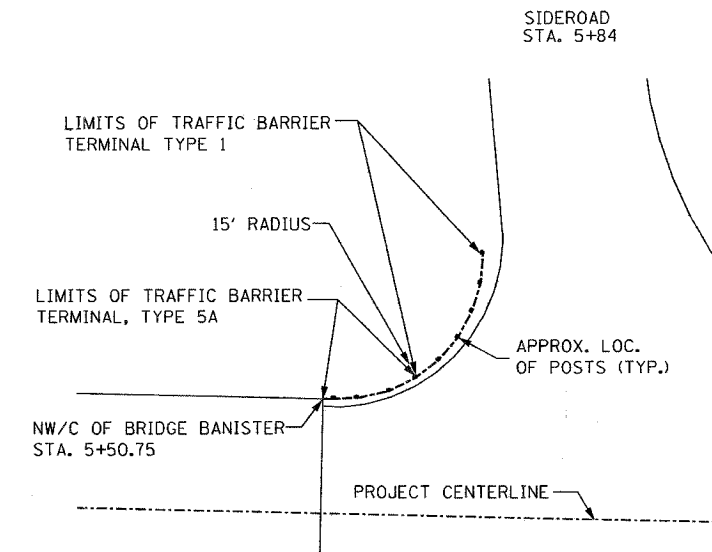 SIDEROAD
STA. 5+84
LIMITS OF TRAFFIC BARRIER
TERMINAL TYPE 1
15' RADIUS
LIMITS OF TRAFFIC BARRIER
TERMINAL, TYPE 5A
APPROX. LOC.
OF POSTS (TYP.)
NW/C OF BRIDGE BANISTER
STA. 5+50.75
PROJECT CENTERLINE